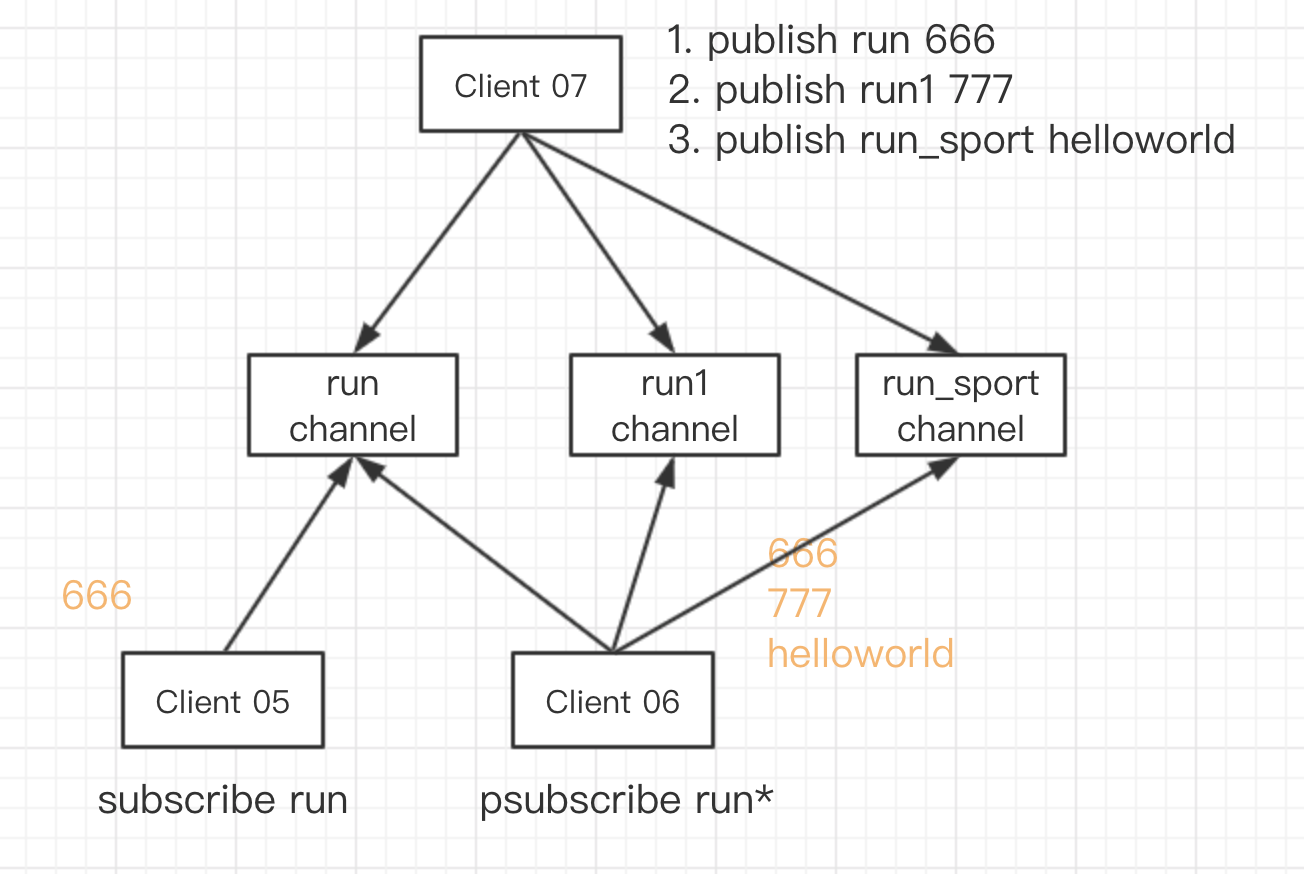 Client 07
1. publish run 666
2. publish run1 777
3. publish run_sport helloworld
run
channel
run1
channel
run_sport
channel
666
666
777
helloworld
Client 05
Client 06
subscribe run
psubscribe run*